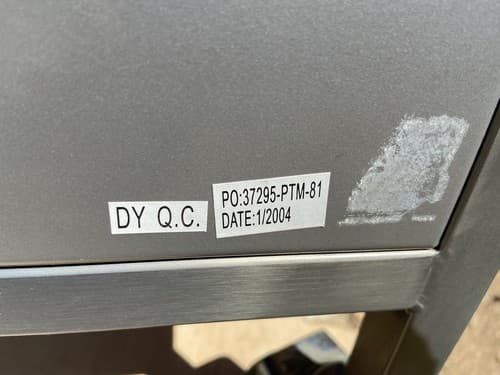 DY Q.C.
PO:37295-PTM-81
DATE:1/2004